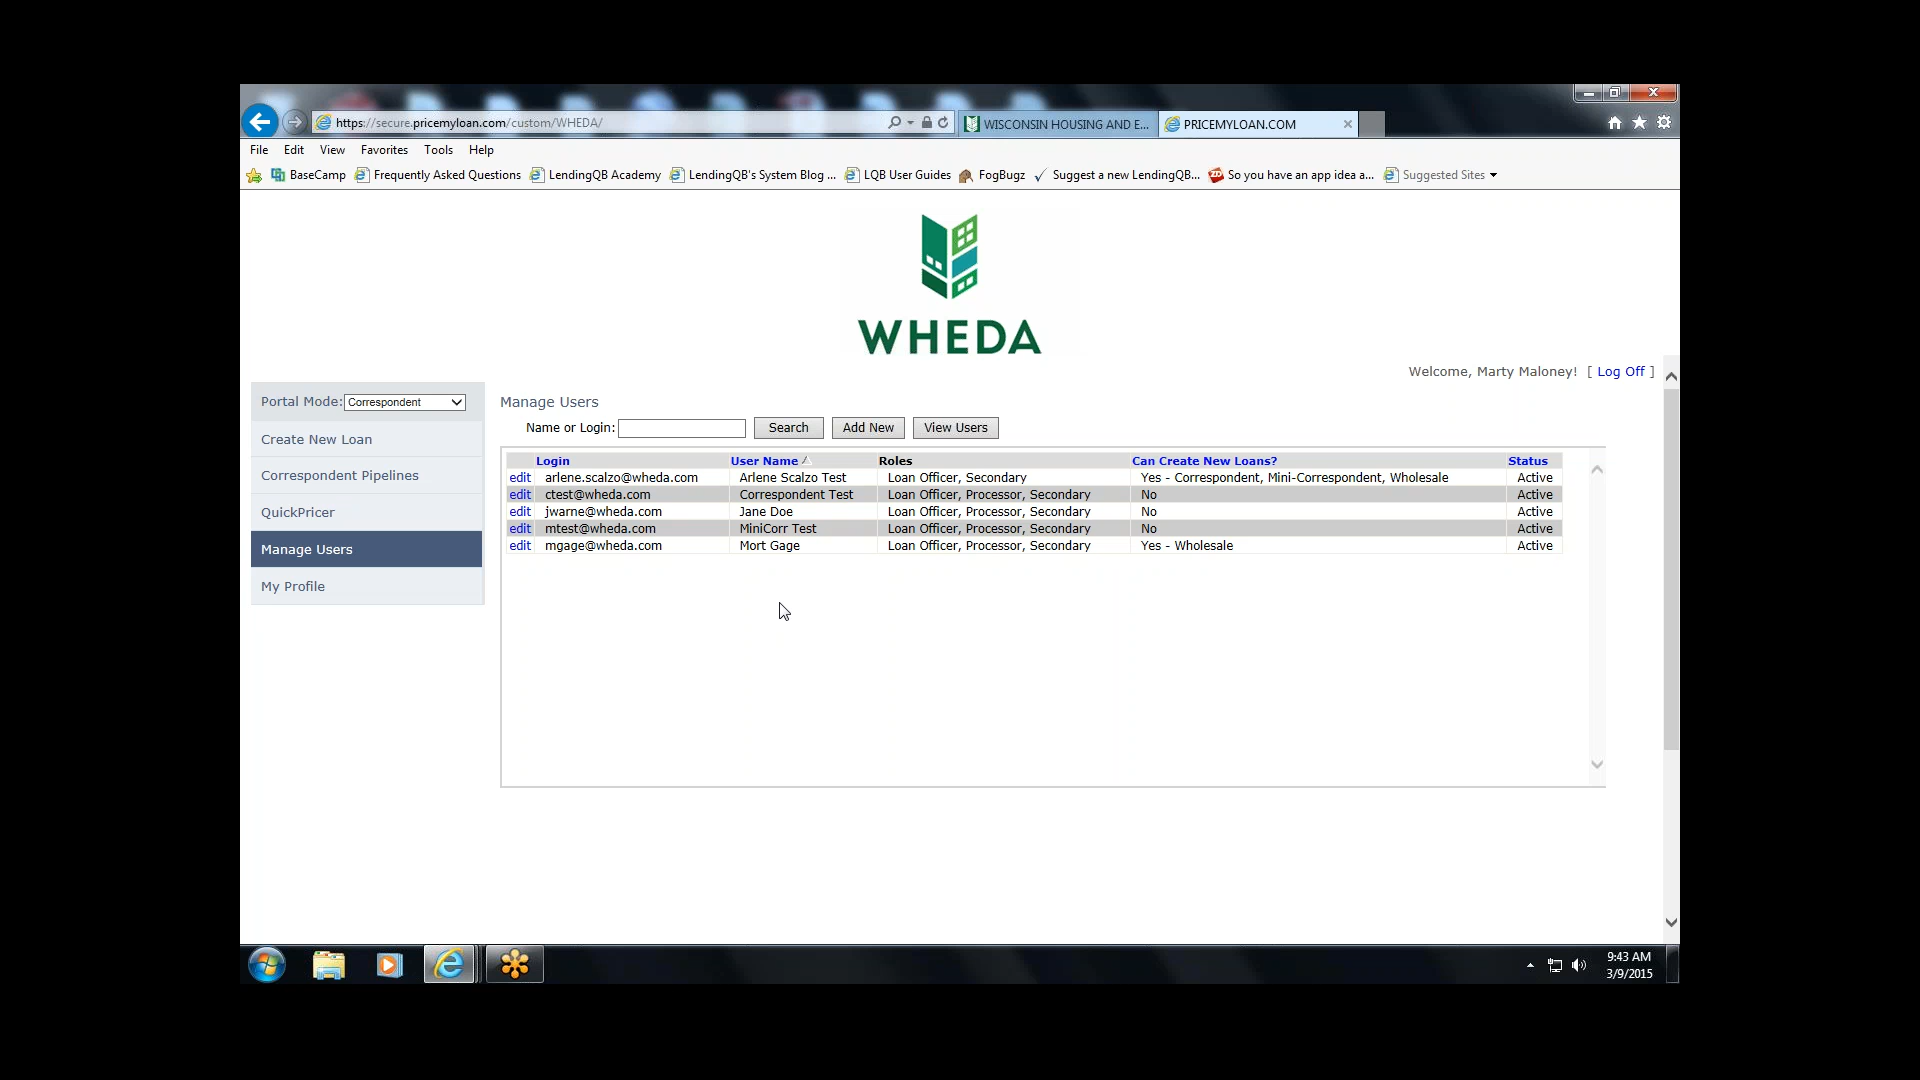 https://secure.pricemyloan.com/custom/WHEDA/ WISCONSIN HOUSING AND E... PRICEMYLOAN.COM
File Edit View Favorites Tools Help
BaseCamp Frequently Asked Questions LendingQB Academy LendingQB's System Blog ... LQB User Guides FogBugz Suggest a new LendingQB... So you have an app idea a... Suggested Sites
WHEDA
Welcome, Marty Maloney! [ Log Off ]
Portal Mode: Correspondent
Create New Loan
Correspondent Pipelines
QuickPricer
Manage Users
My Profile
Manage Users
Name or Login: Search Add New View Users
Login User Name Roles Can Create New Loans? Status
edit arlene.scalzo@wheda.com Arlene Scalzo Test Loan Officer, Secondary Yes - Correspondent, Mini-Correspondent, Wholesale Active
edit ctest@wheda.com Correspondent Test Loan Officer, Processor, Secondary No Active
edit jwarne@wheda.com Jane Doe Loan Officer, Processor, Secondary No Active
edit mtest@wheda.com MiniCorr Test Loan Officer, Processor, Secondary No Active
edit mgage@wheda.com Mort Gage Loan Officer, Processor, Secondary Yes - Wholesale Active
9:43 AM
3/9/2015